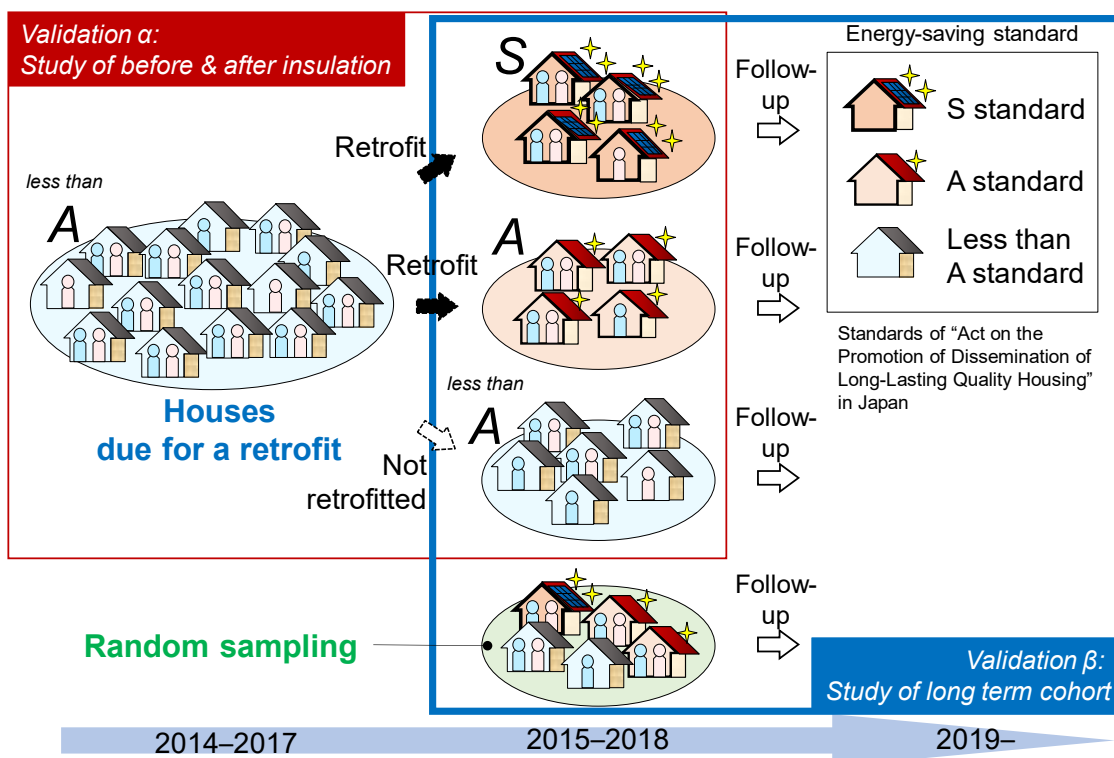 Validation α:
Study of before & after insulation
less than
A
Houses
due for a retrofit
Retrofit
Retrofit
Not
retrofitted
S
A
less than
A
Random sampling
Follow-
up
Follow-
up
Follow-
up
Follow-
up
Energy-saving standard
S standard
A standard
Less than
A standard
Standards of “Act on the
Promotion of Dissemination of
Long-Lasting Quality Housing”
in Japan
Validation β:
Study of long term cohort
2014–2017
2015–2018
2019–